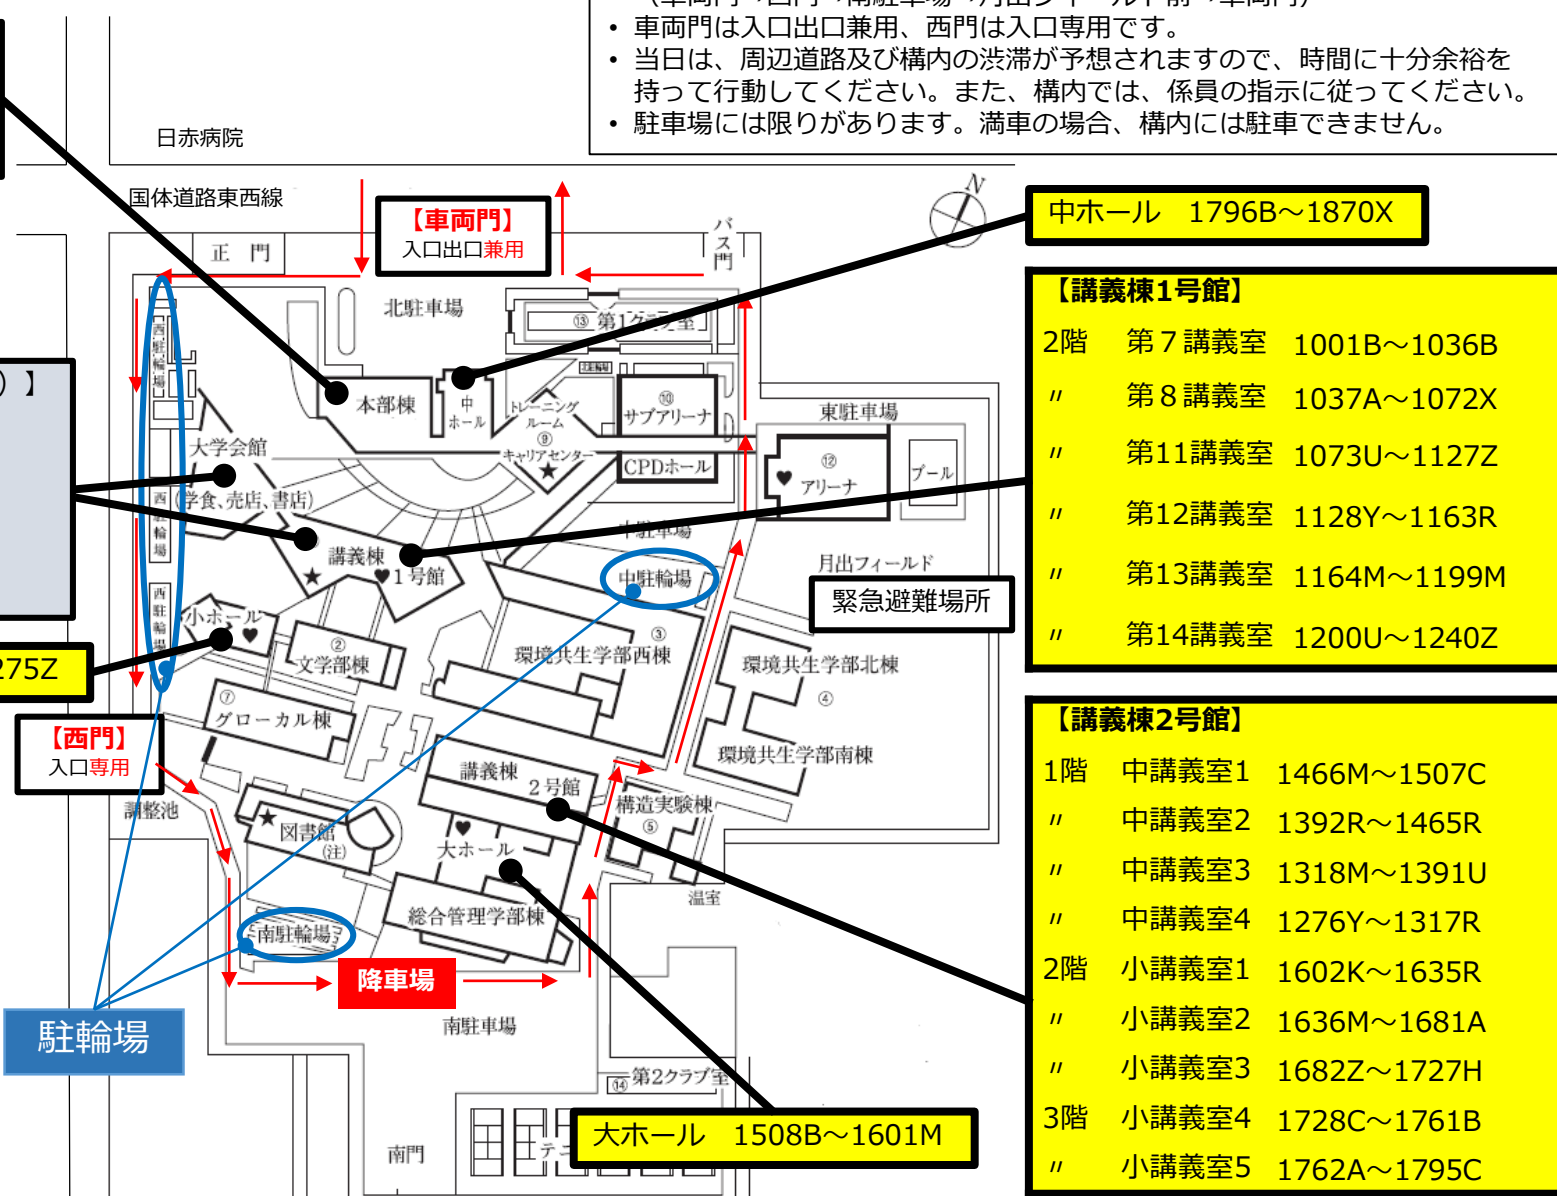 ・ 車両門は入口出口兼用、西門は入口専用です。
・ 当日は、周辺道路及び構内の渋滞が予想されますので、時間に十分余裕を
持って行動してください。また、構内では、係員の指示に従ってください。
・ 駐車場には限りがあります。満車の場合、構内には駐車できません。
日赤病院
国体道路東西線
【車両門】
入口出口兼用
正 門
バス門
N
中ホール 1796B～1870X
北駐車場
⑬ 第1クラブ室
西駐輪場
【講義棟1号館】
2階 第７講義室 1001B～1036B
〃 第８講義室 1037A～1072X
〃 第11講義室 1073U～1127Z
〃 第12講義室 1128Y～1163R
〃 第13講義室 1164M～1199M
〃 第14講義室 1200U～1240Z
）】
本部棟
中ホール
トレーニングルーム
⑨
キャリアセンター
★
⑩
サブアリーナ
CPDホール
東駐車場
⑫
♥ アリーナ
プール
大学会館
(学食、売店、書店)
西駐輪場
講義棟
★ ♥1号館
中駐車場
中駐輪場
月出フィールド
緊急避難場所
西駐輪場
小ホール
♥
275Z
②
文学部棟
③
環境共生学部西棟
環境共生学部北棟
④
環境共生学部南棟
⑦
グローカル棟
【西門】
入口専用
調整池
講義棟
2号館
構造実験棟
⑤
★
図書館
(注)
♥
大ホール
総合管理学部棟
温室
南駐輪場
降車場
南駐車場
駐輪場
⑭ 第2クラブ室
【講義棟2号館】
1階 中講義室1 1466M～1507C
〃 中講義室2 1392R～1465R
〃 中講義室3 1318M～1391U
〃 中講義室4 1276Y～1317R
2階 小講義室1 1602K～1635R
〃 小講義室2 1636M～1681A
〃 小講義室3 1682Z～1727H
3階 小講義室4 1728C～1761B
〃 小講義室5 1762A～1795C
大ホール 1508B～1601M
南門
テニ